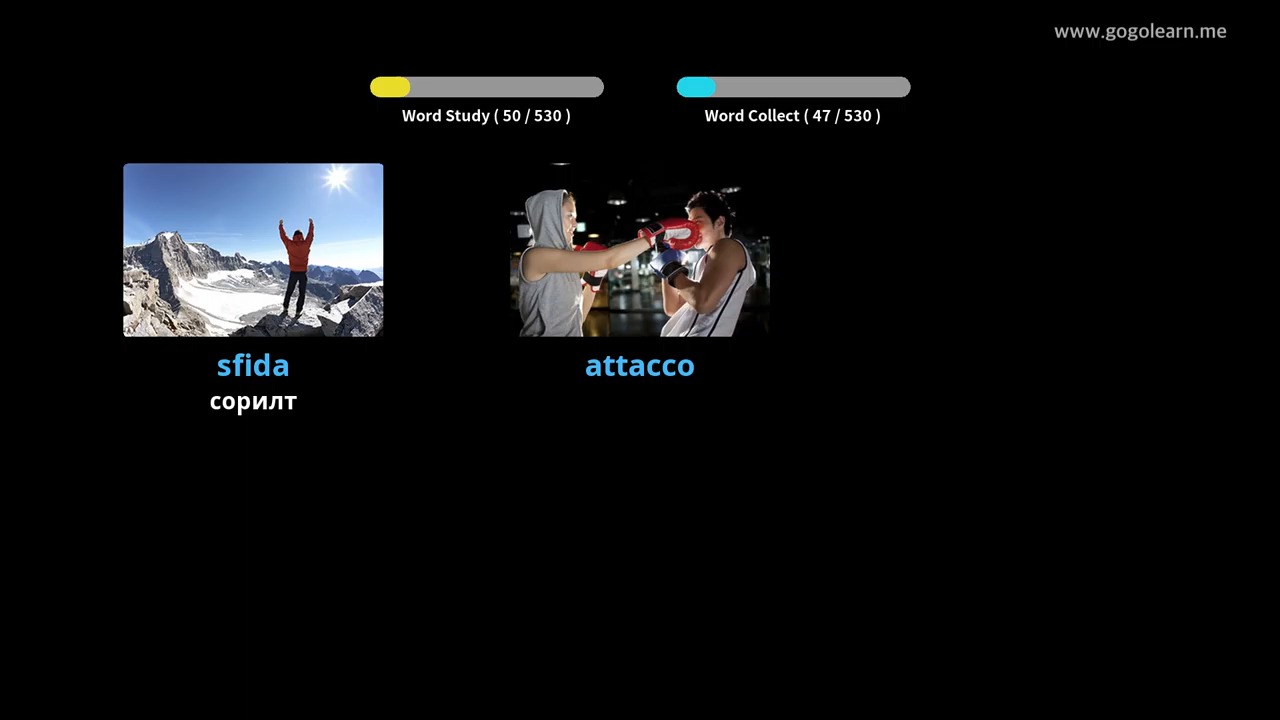 www.gogolearn.me
Word Study ( 50 / 530 )
Word Collect ( 47 / 530 )
sfida
сорилт
attacco